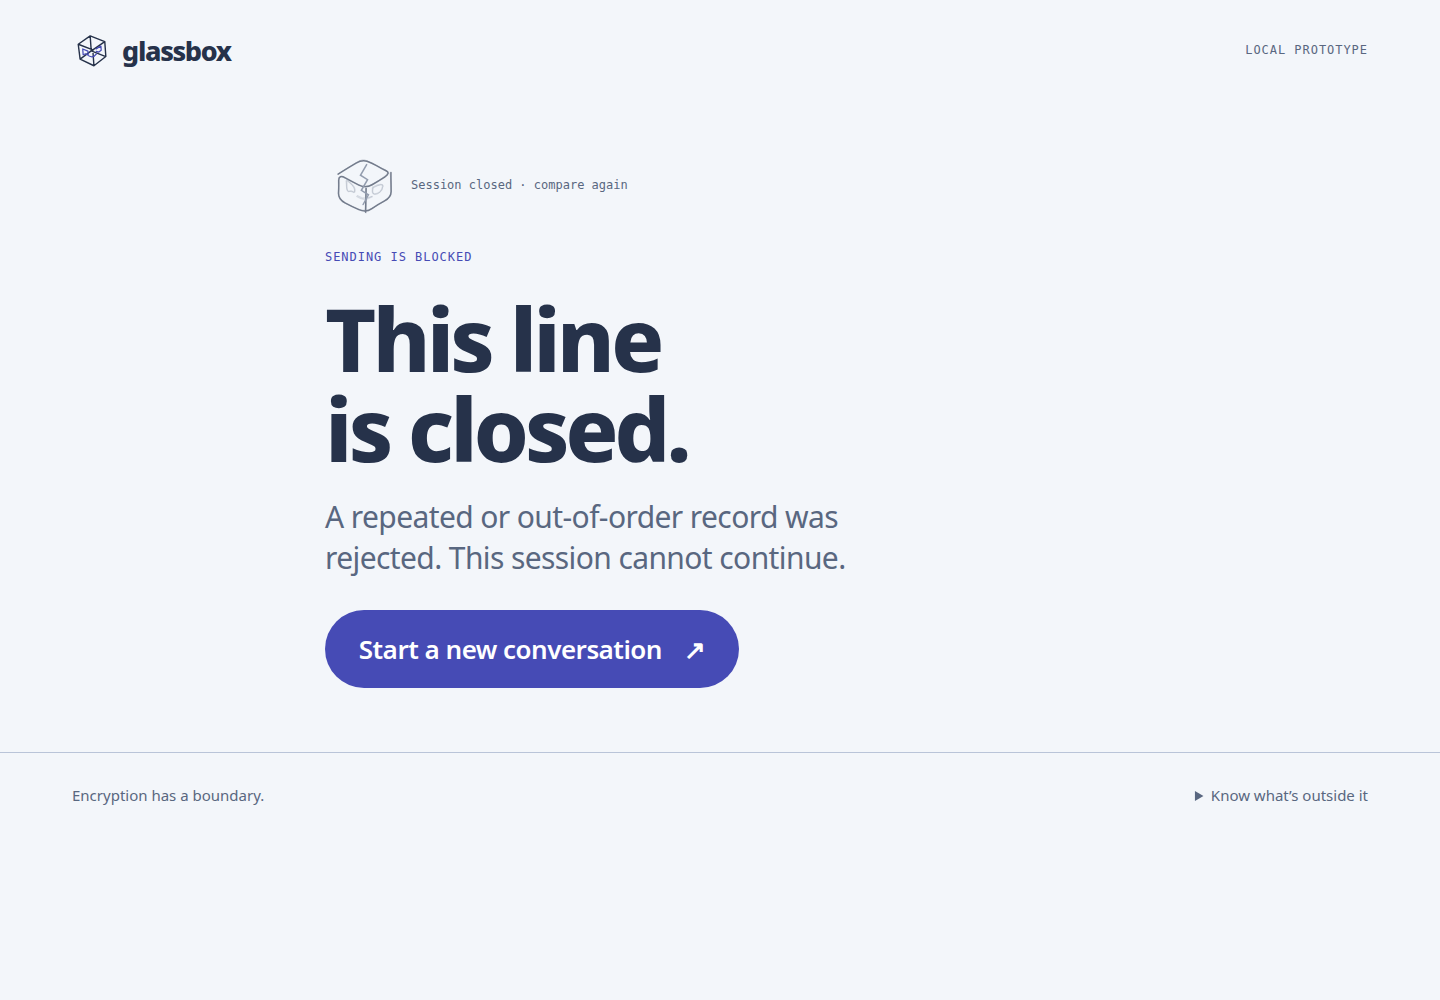 glassbox
LOCAL PROTOTYPE
Session closed · compare again
SENDING IS BLOCKED
This line
is closed.
A repeated or out-of-order record was
rejected. This session cannot continue.
Start a new conversation ↗
Encryption has a boundary.
▶ Know what’s outside it